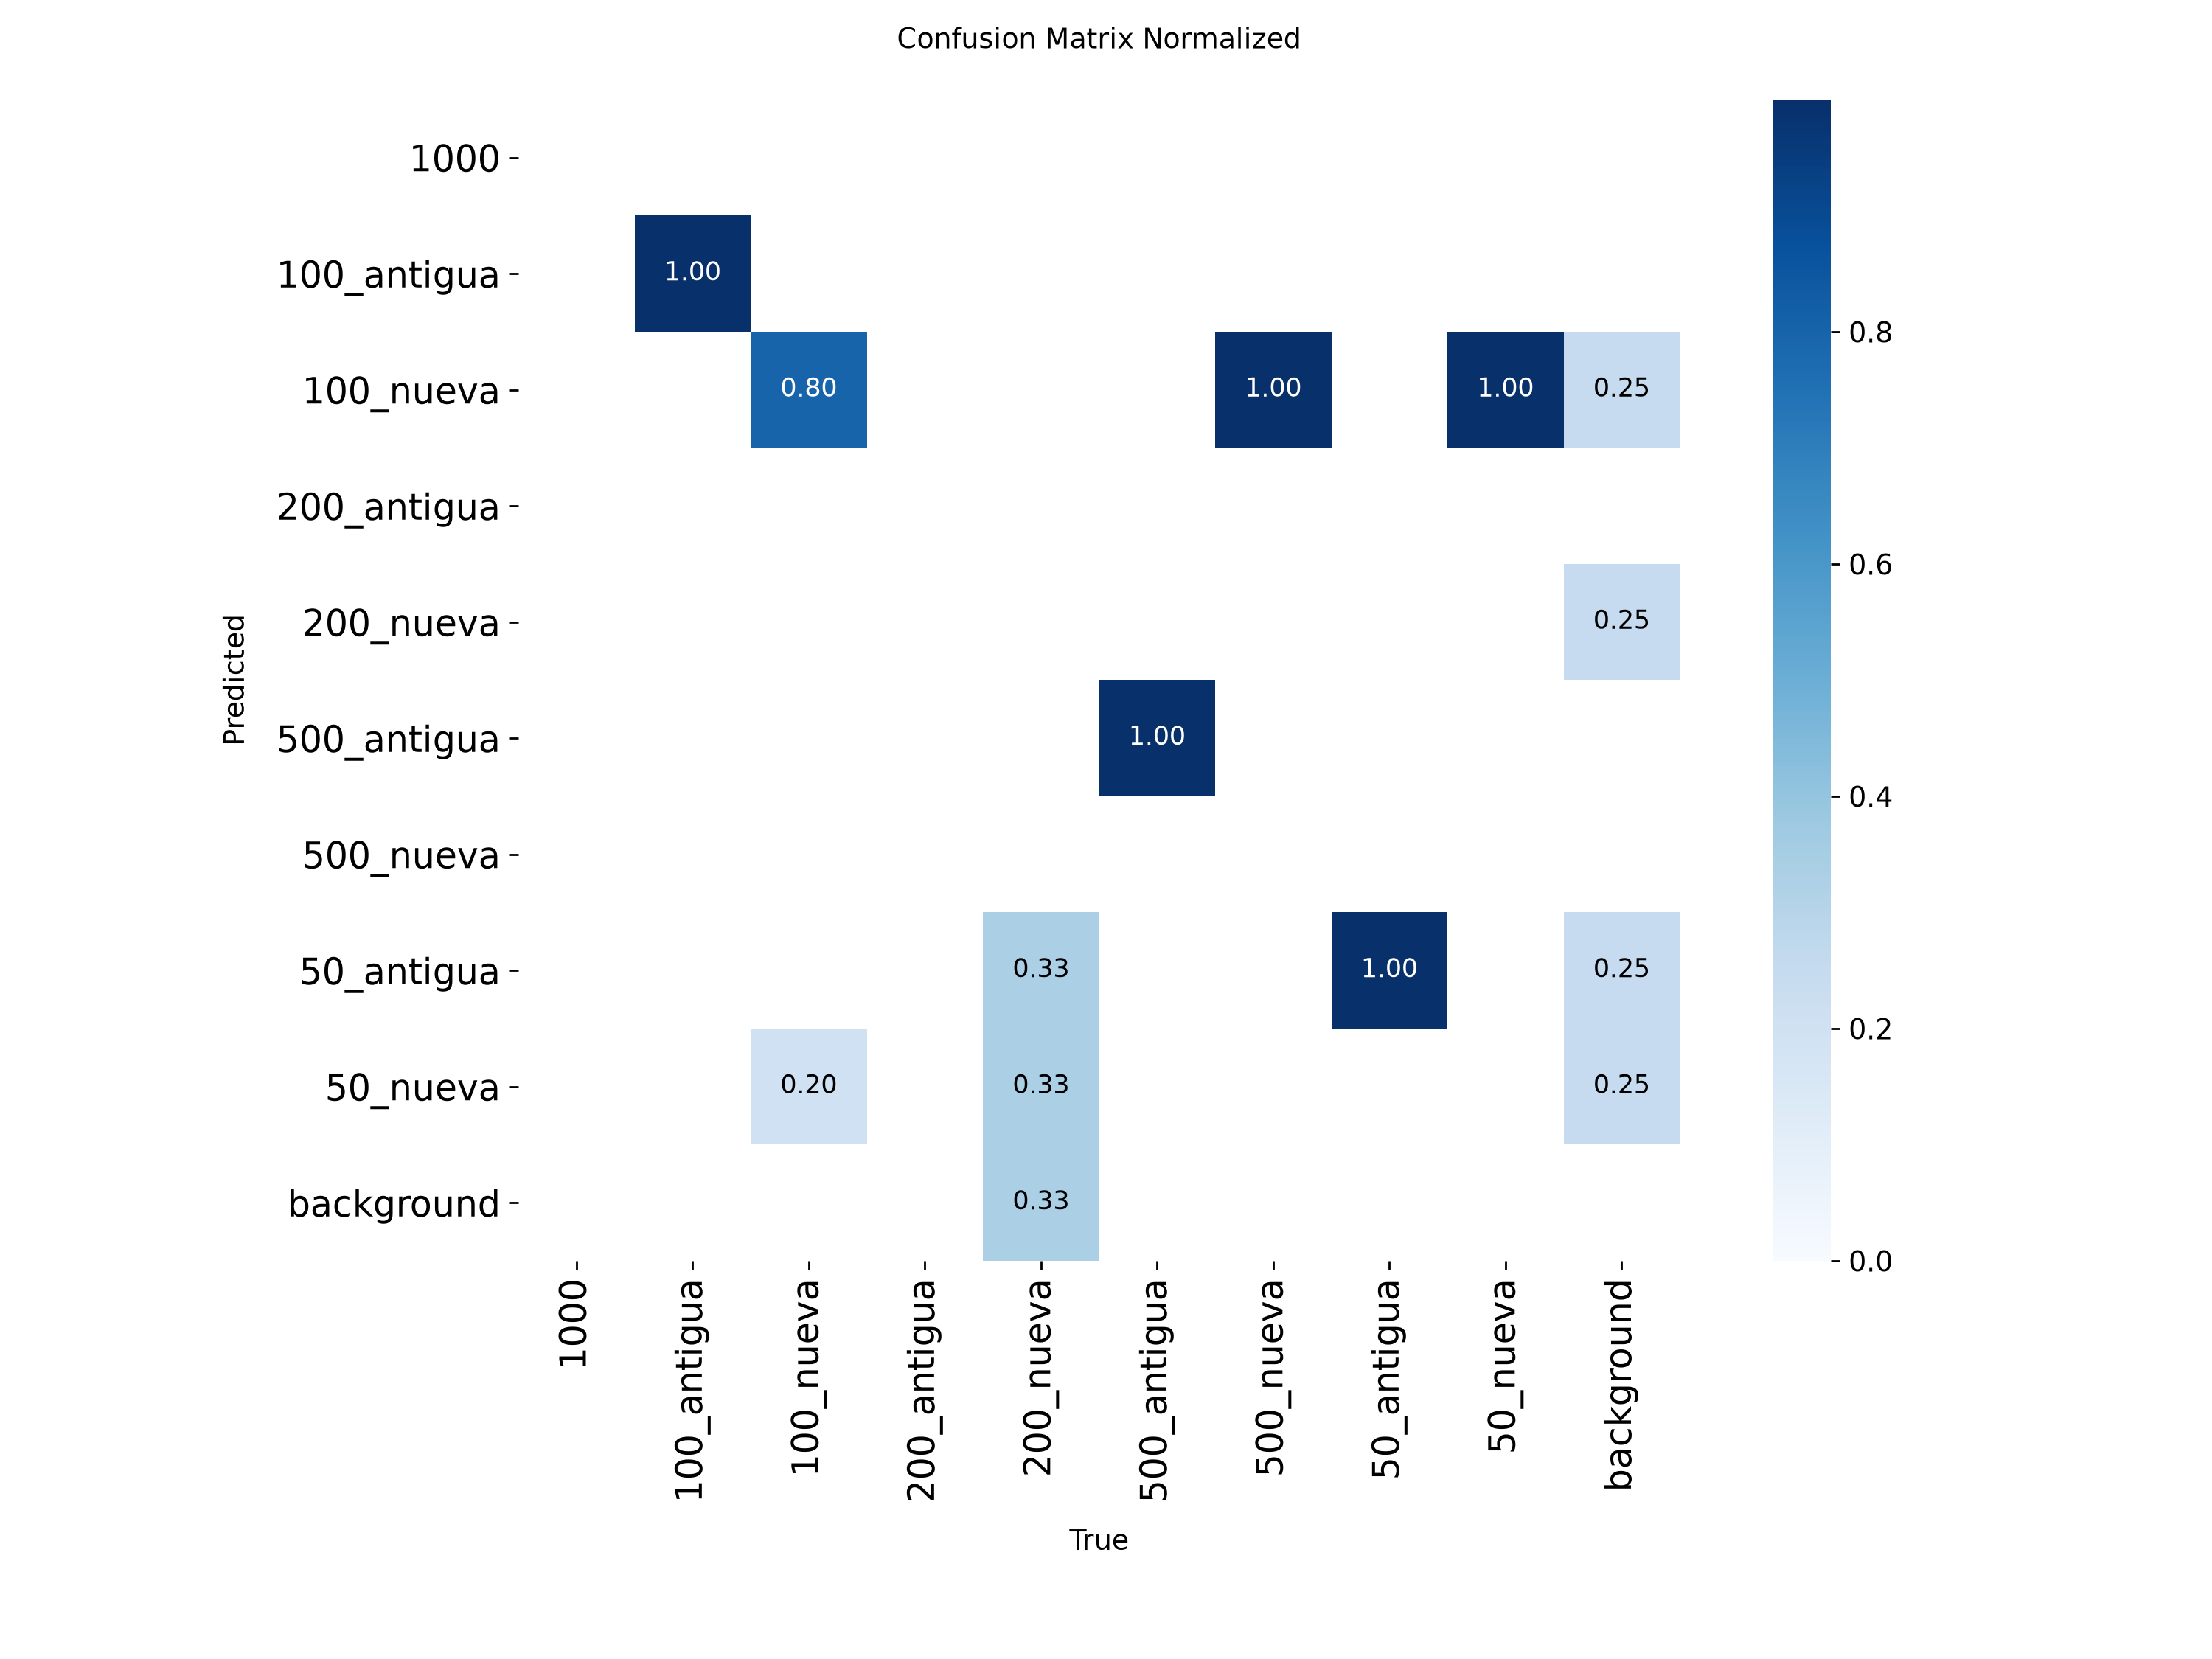 Confusion Matrix Normalized
1000
100_antigua
1.00
100_nueva
0.80
1.00
1.00
0.25
200_antigua
200_nueva
0.25
500_antigua
1.00
500_nueva
50_antigua
0.33
1.00
0.25
50_nueva
0.20
0.33
0.25
background
0.33
Predicted
1000
100_antigua
100_nueva
200_antigua
200_nueva
500_antigua
500_nueva
50_antigua
50_nueva
background
True
0.8
0.6
0.4
0.2
0.0